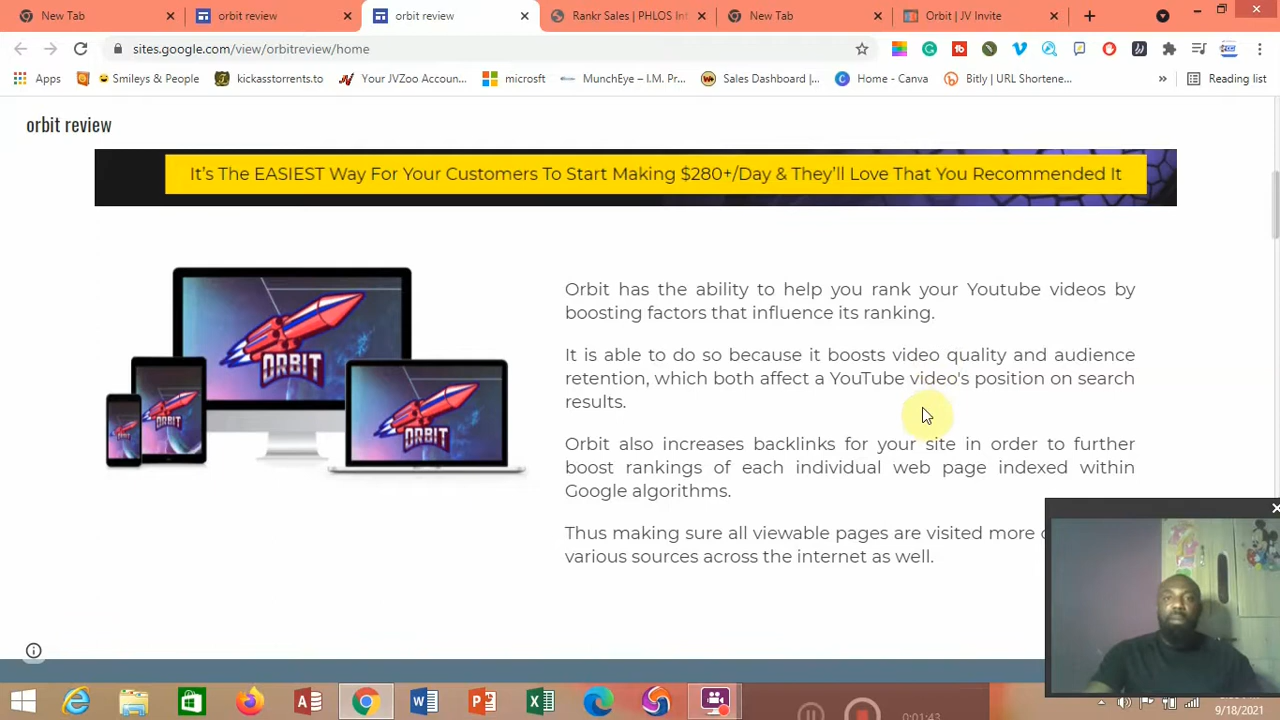 New Tab
orbit review
orbit review
Rankr Sales | PHLOS Int
New Tab
Orbit | JV Invite
sites.google.com/view/orbitreview/home
Apps
Smileys & People
kickasstorrents.to
Your JVZoo Accoun...
microsft
MunchEye – I.M. Pr...
Sales Dashboard |...
Home - Canva
Bitly | URL Shortene...
Reading list
orbit review
It's The EASIEST Way For Your Customers To Start Making $280+/Day & They'll Love That You Recommended It
Orbit has the ability to help you rank your Youtube videos by
boosting factors that influence its ranking.
It is able to do so because it boosts video quality and audience
retention, which both affect a YouTube video's position on search
results.
Orbit also increases backlinks for your site in order to further
boost rankings of each individual web page indexed within
Google algorithms.
Thus making sure all viewable pages are visited more
various sources across the internet as well.
ORBIT
ORBIT
ORBIT
ORBIT
0:01:43
9/18/2021